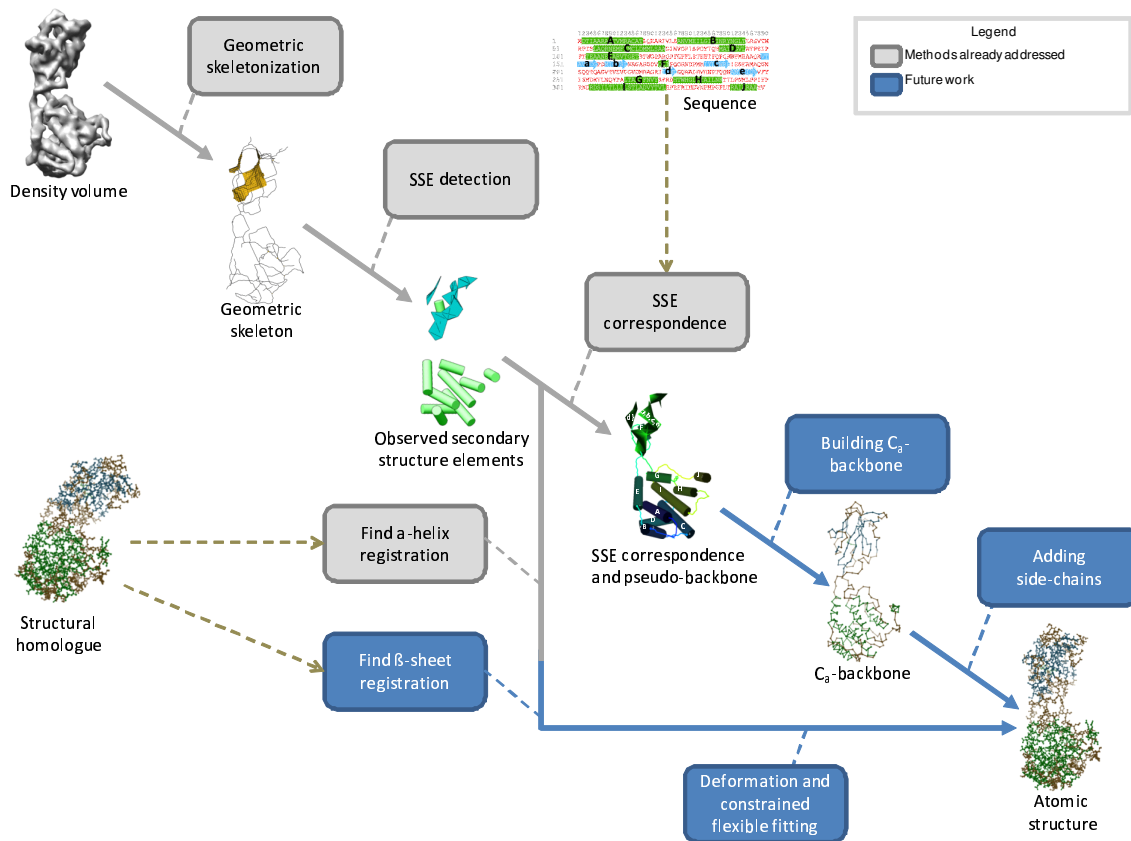 Geometric
skeletonization
Density volume
Sequence
Legend
Methods already addressed
Future work
SSE detection
Geometric
skeleton
SSE
correspondence
Observed secondary
structure elements
Building Ca-
backbone
Find a-helix
registration
SSE correspondence
and pseudo-backbone
Adding
side-chains
Structural
homologue
Find ß-sheet
registration
Ca-backbone
Deformation and
constrained
flexible fitting
Atomic
structure